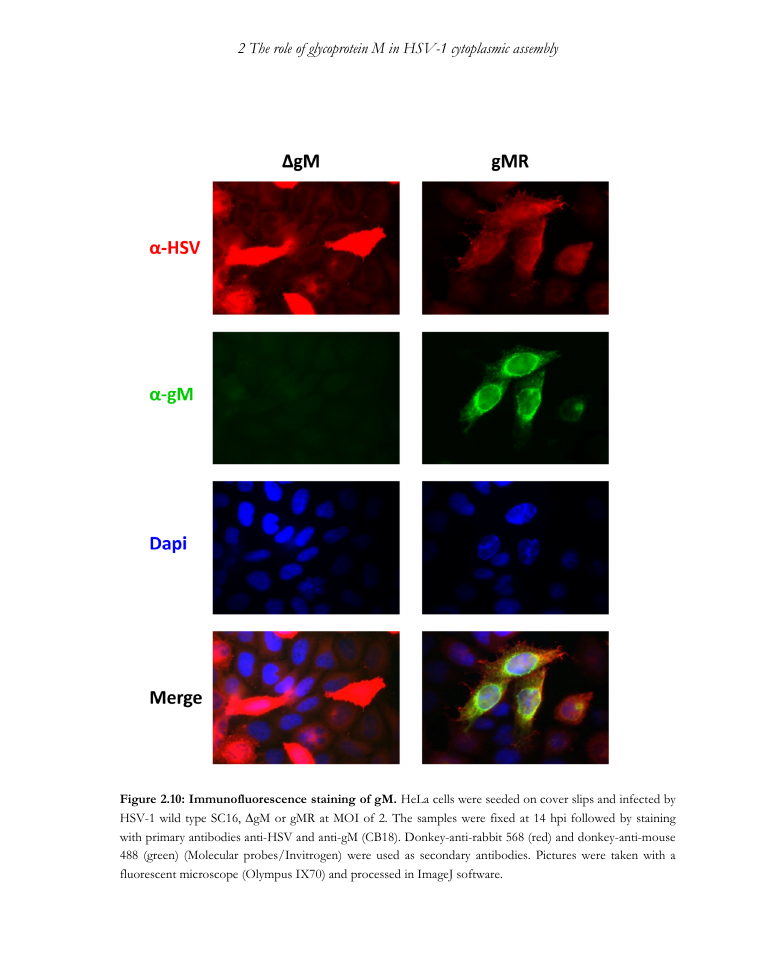 2 The role of glycoprotein M in HSV-1 cytoplasmic assembly
ΔgM gMR
α-HSV
α-gM
Dapi
Merge
Figure 2.10: Immunofluorescence staining of gM. HeLa cells were seeded on cover slips and infected by
HSV-1 wild type SC16, ΔgM or gMR at MOI of 2. The samples were fixed at 14 hpi followed by staining
with primary antibodies anti-HSV and anti-gM (CB18). Donkey-anti-rabbit 568 (red) and donkey-anti-mouse
488 (green) (Molecular probes/Invitrogen) were used as secondary antibodies. Pictures were taken with a
fluorescent microscope (Olympus IX70) and processed in ImageJ software.